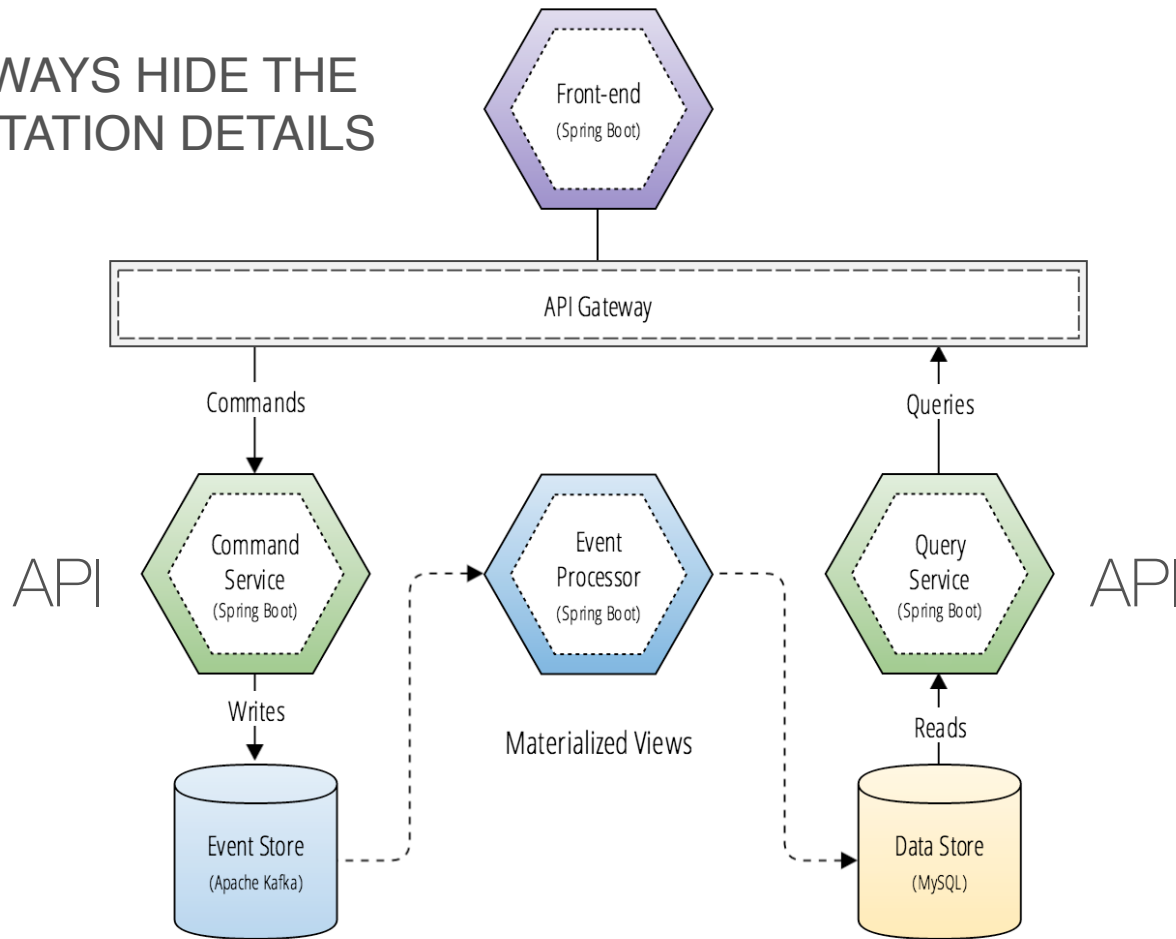 WAYS HIDE THE
TATION DETAILS
Front-end
(Spring Boot)
API Gateway
Commands
Queries
API
Command
Service
(Spring Boot)
Event
Processor
(Spring Boot)
Query
Service
(Spring Boot)
API
Writes
Materialized Views
Reads
Event Store
(Apache Kafka)
Data Store
(MySQL)